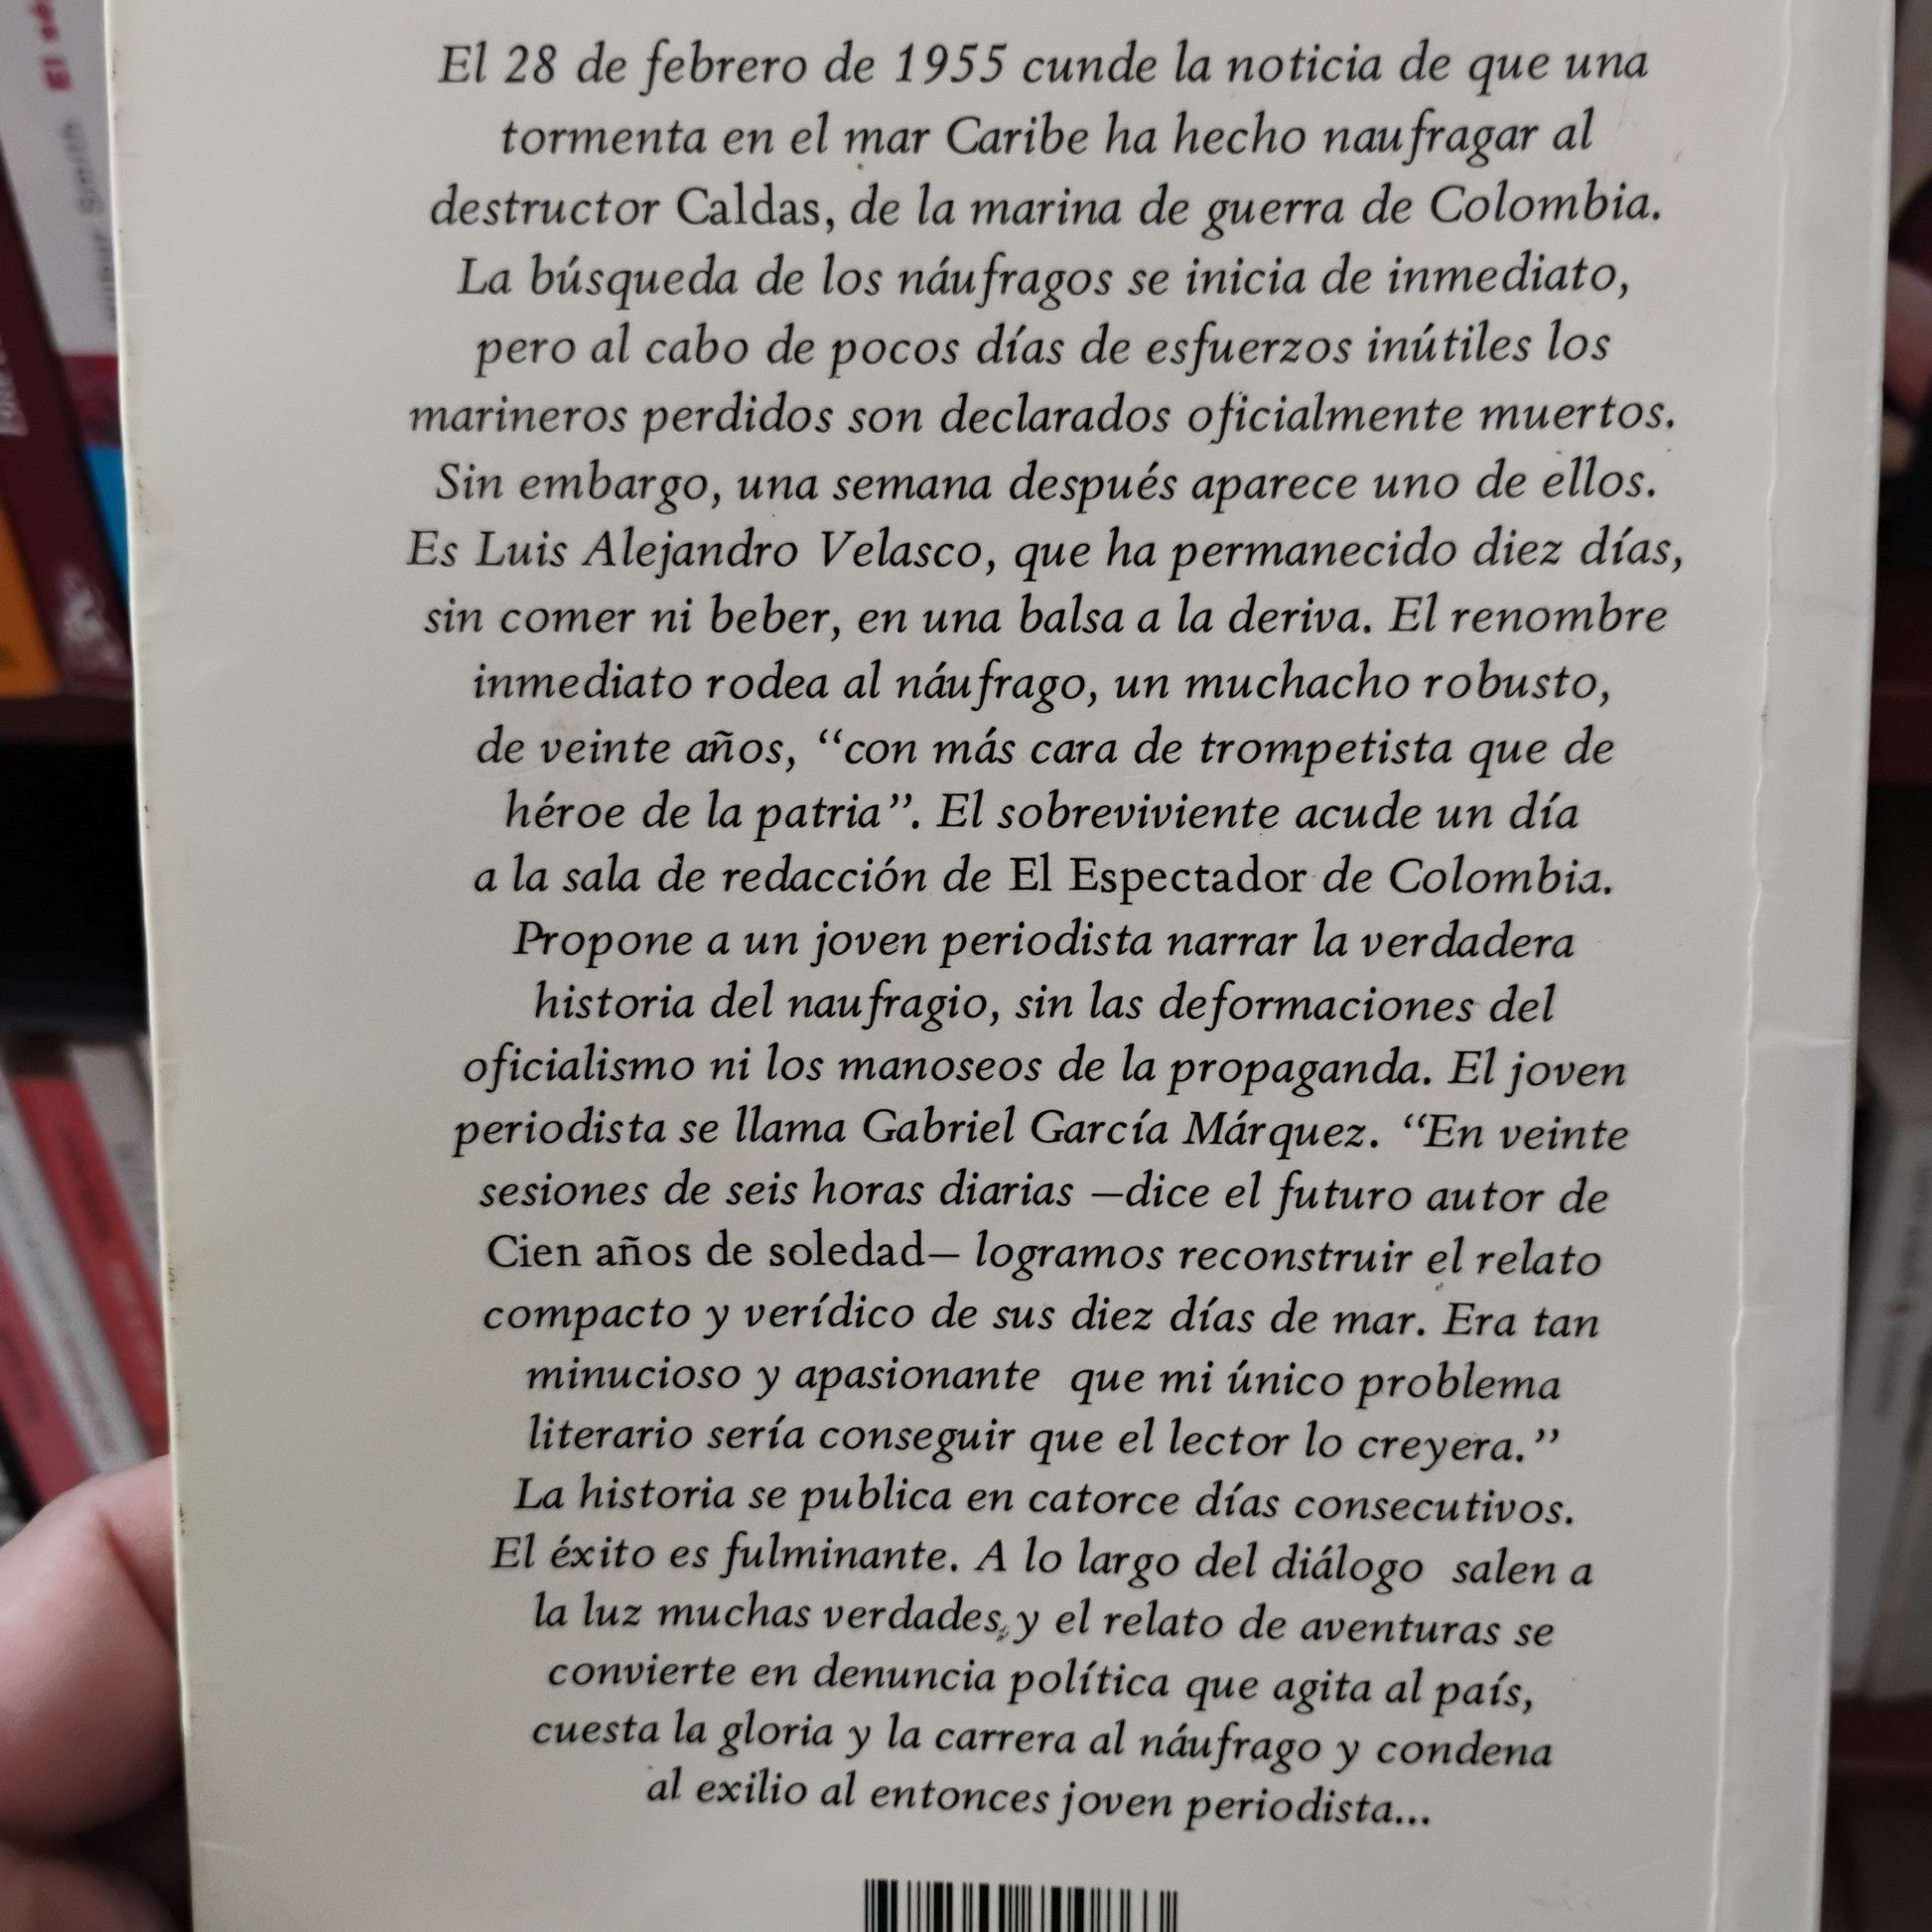 El 28 de febrero de 1955 cunde la noticia de que una
tormenta en el mar Caribe ha hecho naufragar al
destructor Caldas, de la marina de guerra de Colombia.
La búsqueda de los náufragos se inicia de inmediato,
pero al cabo de pocos días de esfuerzos inútiles los
marineros perdidos son declarados oficialmente muertos.
Sin embargo, una semana después aparece uno de ellos.
Es Luis Alejandro Velasco, que ha permanecido diez días,
sin comer ni beber, en una balsa a la deriva. El renombre
inmediato rodea al náufrago, un muchacho robusto,
de veinte años, “con más cara de trompetista que de
héroe de la patria”. El sobreviviente acude un día
a la sala de redacción de El Espectador de Colombia.
Propone a un joven periodista narrar la verdadera
historia del naufragio, sin las deformaciones del
oficialismo ni los manoseos de la propaganda. El joven
periodista se llama Gabriel García Márquez. “En veinte
sesiones de seis horas diarias —dice el futuro autor de
Cien años de soledad— logramos reconstruir el relato
compacto y verídico de sus diez días de mar. Era tan
minucioso y apasionante que mi único problema
literario sería conseguir que el lector lo creyera.”
La historia se publica en catorce días consecutivos.
El éxito es fulminante. A lo largo del diálogo salen a
la luz muchas verdades, y el relato de aventuras se
convierte en denuncia política que agita al país,
cuesta la gloria y la carrera al náufrago y condena
al exilio al entonces joven periodista...